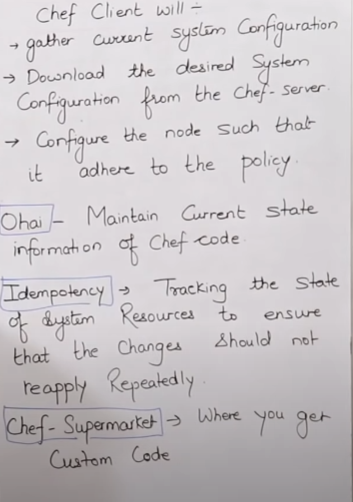 Chef Client will :-
→ gather current system Configuration
→ Download the desired System
Configuration from the Chef-server.
→ Configure the node such that
it adhere to the policy.
Ohai - Maintain Current state
information of Chef-code.
Idempotency → Tracking the State
of System Resources to ensure
that the Changes Should not
reapply Repeatedly.
Chef-Supermarket → Where you get
Custom Code